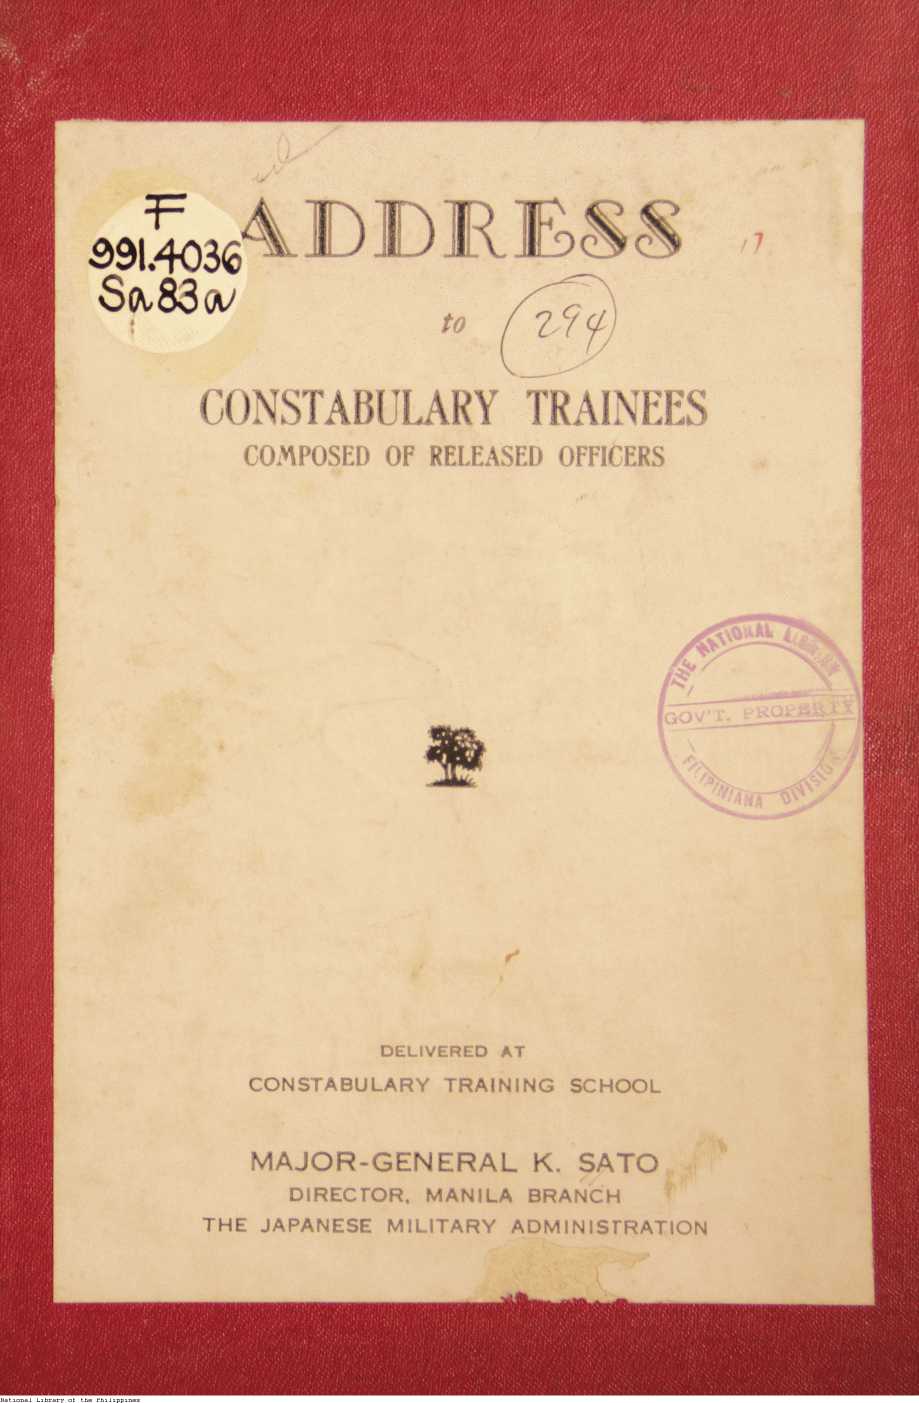 F
991.4036
Sa83a
ADDRESS
17
to
294
CONSTABULARY TRAINEES
COMPOSED OF RELEASED OFFICERS
THE NATIONAL LIBRARY
GOV'T. PROPERTY
FILIPINIANA DIVISION
DELIVERED AT
CONSTABULARY TRAINING SCHOOL
MAJOR-GENERAL K. SATO
DIRECTOR, MANILA BRANCH
THE JAPANESE MILITARY ADMINISTRATION
National Library of the Philippines